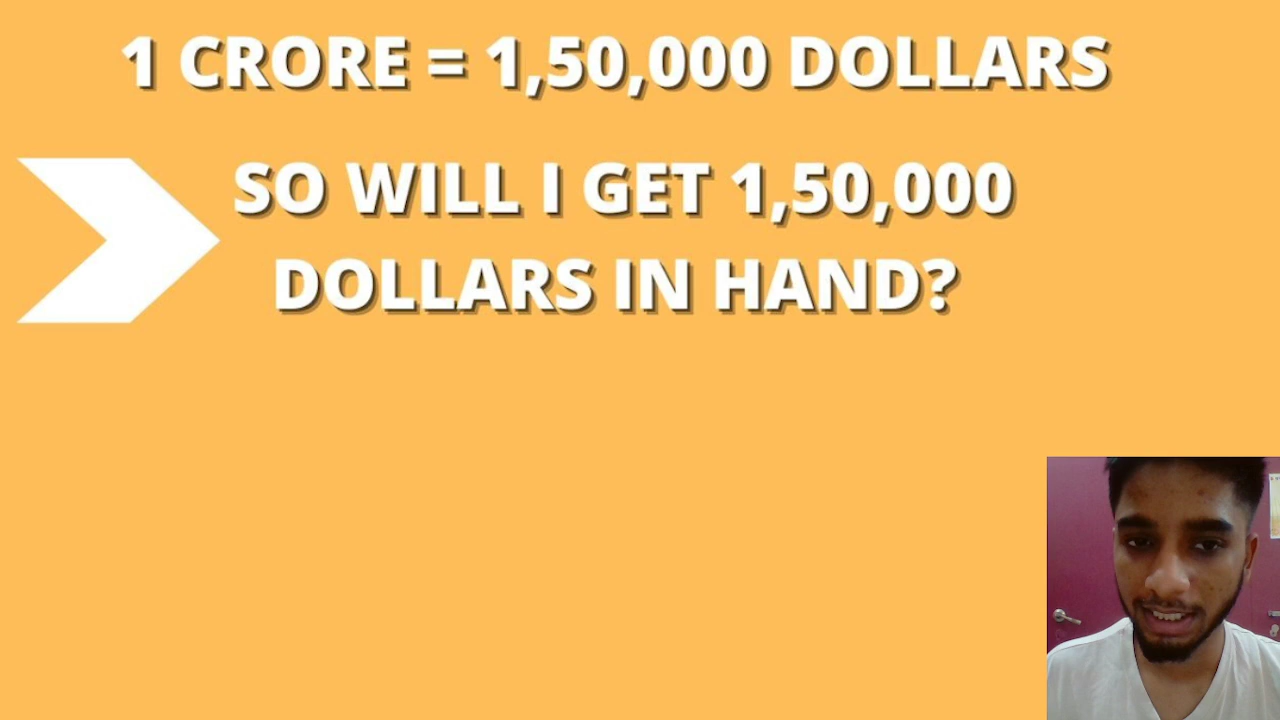 1 CRORE = 1,50,000 DOLLARS
SO WILL I GET 1,50,000
DOLLARS IN HAND?